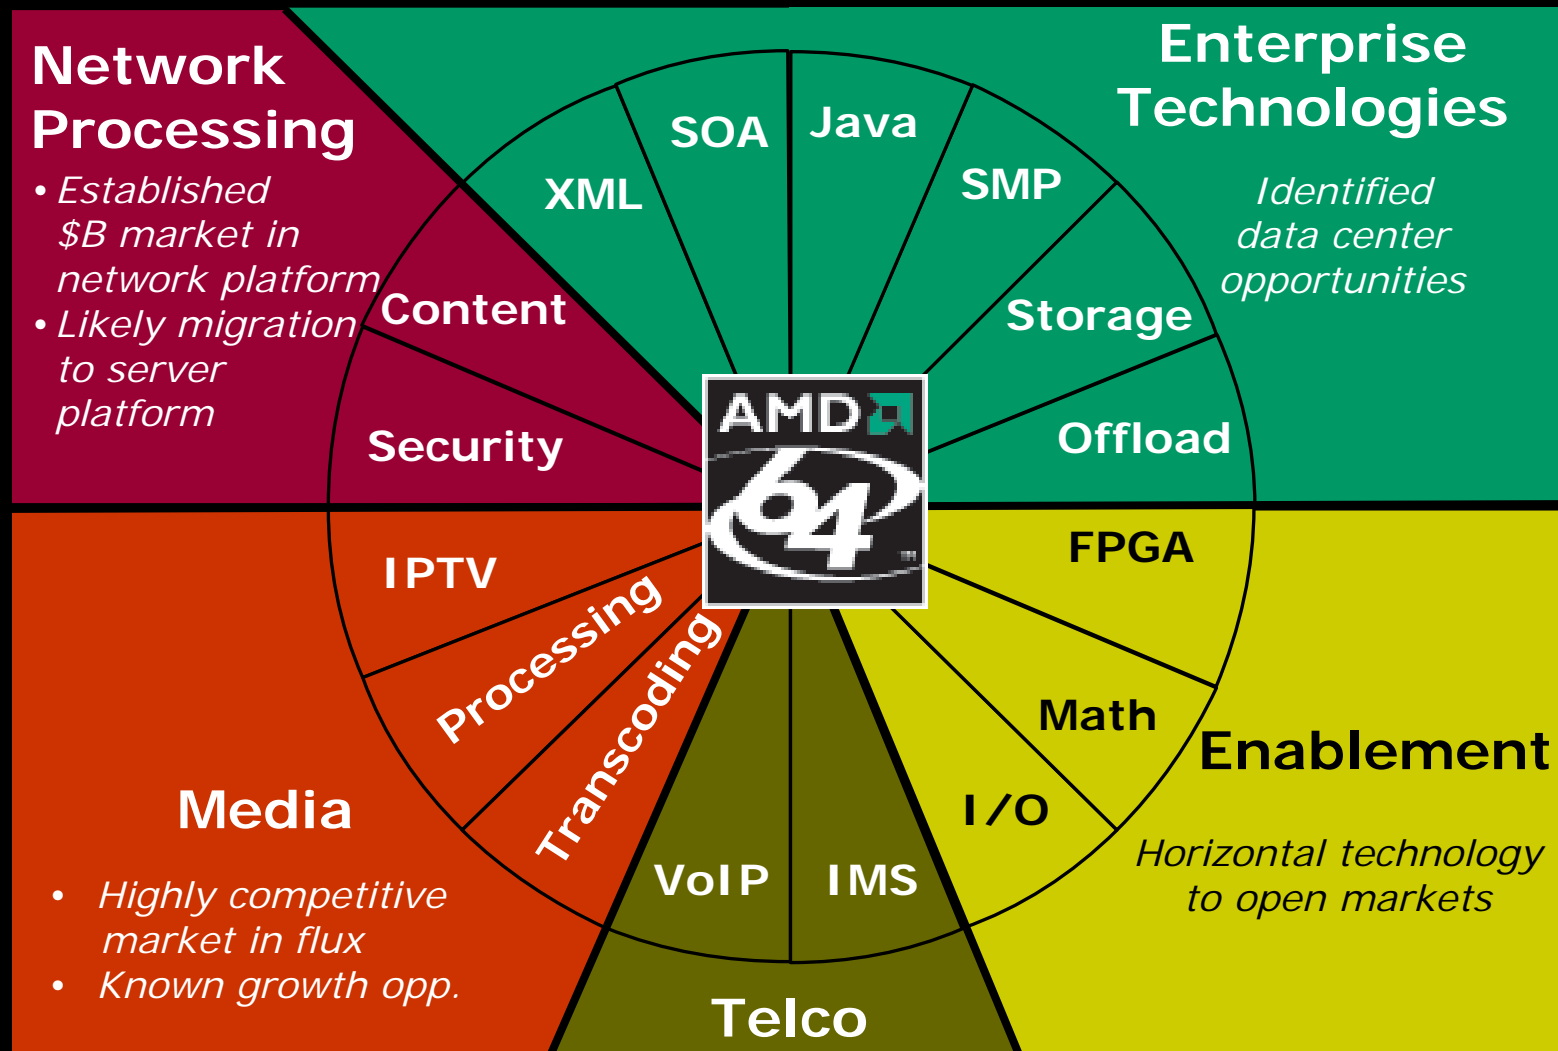 Network
Processing
• Established
$B market in
network platform
• Likely migration
to server
platform
Enterprise
Technologies
Identified
data center
opportunities
XML
SOA
Java
SMP
Storage
Offload
Content
Security
AMD
64
TM
IPTV
Processing
Transcoding
VoIP
IMS
I/O
Math
FPGA
Media
• Highly competitive
market in flux
• Known growth opp.
Telco
Enablement
Horizontal technology
to open markets